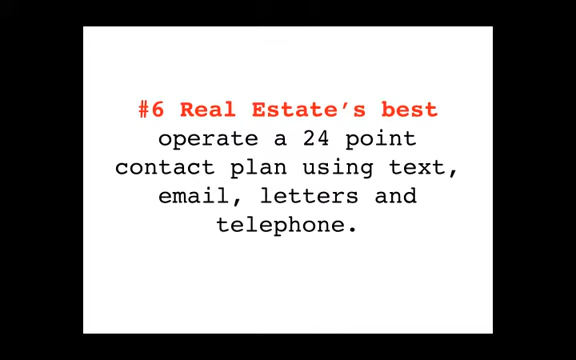 #6 Real Estate’s best
operate a 24 point
contact plan using text,
email, letters and
telephone.